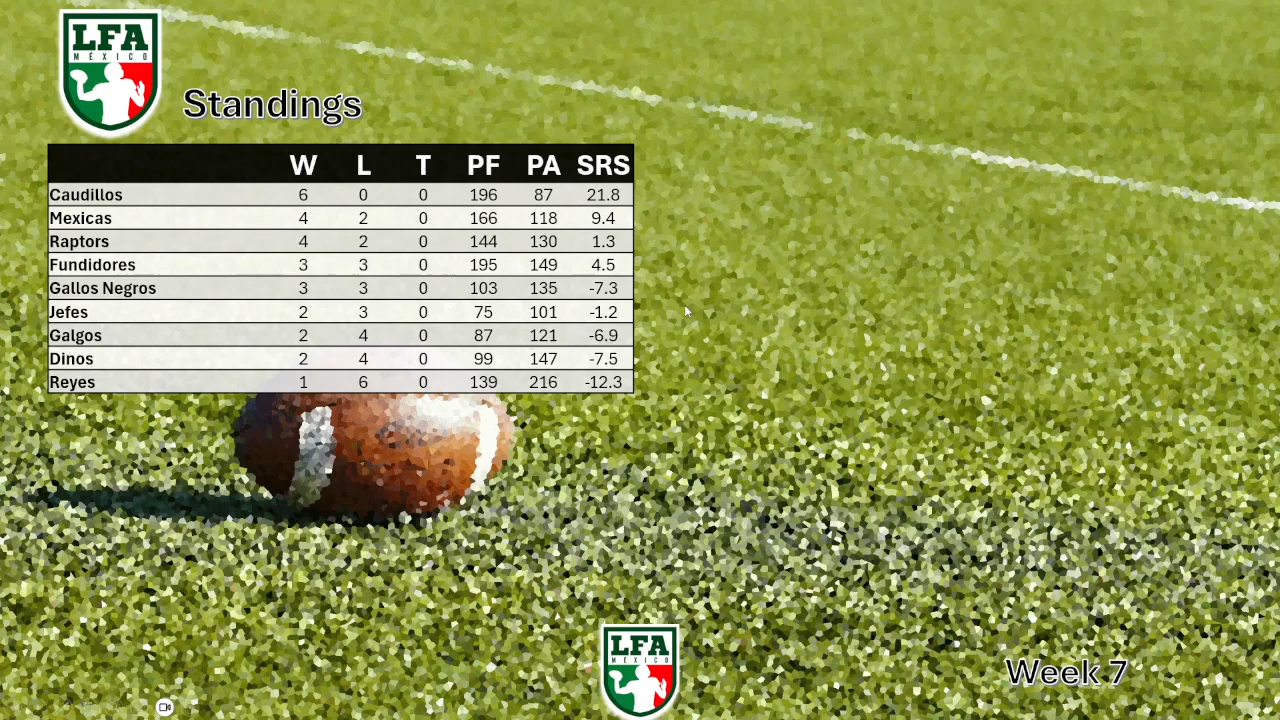 LFA
MÉXICO
Standings
W L T PF PA SRS
Caudillos 6 0 0 196 87 21.8
Mexicas 4 2 0 166 118 9.4
Raptors 4 2 0 144 130 1.3
Fundidores 3 3 0 195 149 4.5
Gallos Negros 3 3 0 103 135 -7.3
Jefes 2 3 0 75 101 -1.2
Galgos 2 4 0 87 121 -6.9
Dinos 2 4 0 99 147 -7.5
Reyes 1 6 0 139 216 -12.3
LFA
MÉXICO
Week 7